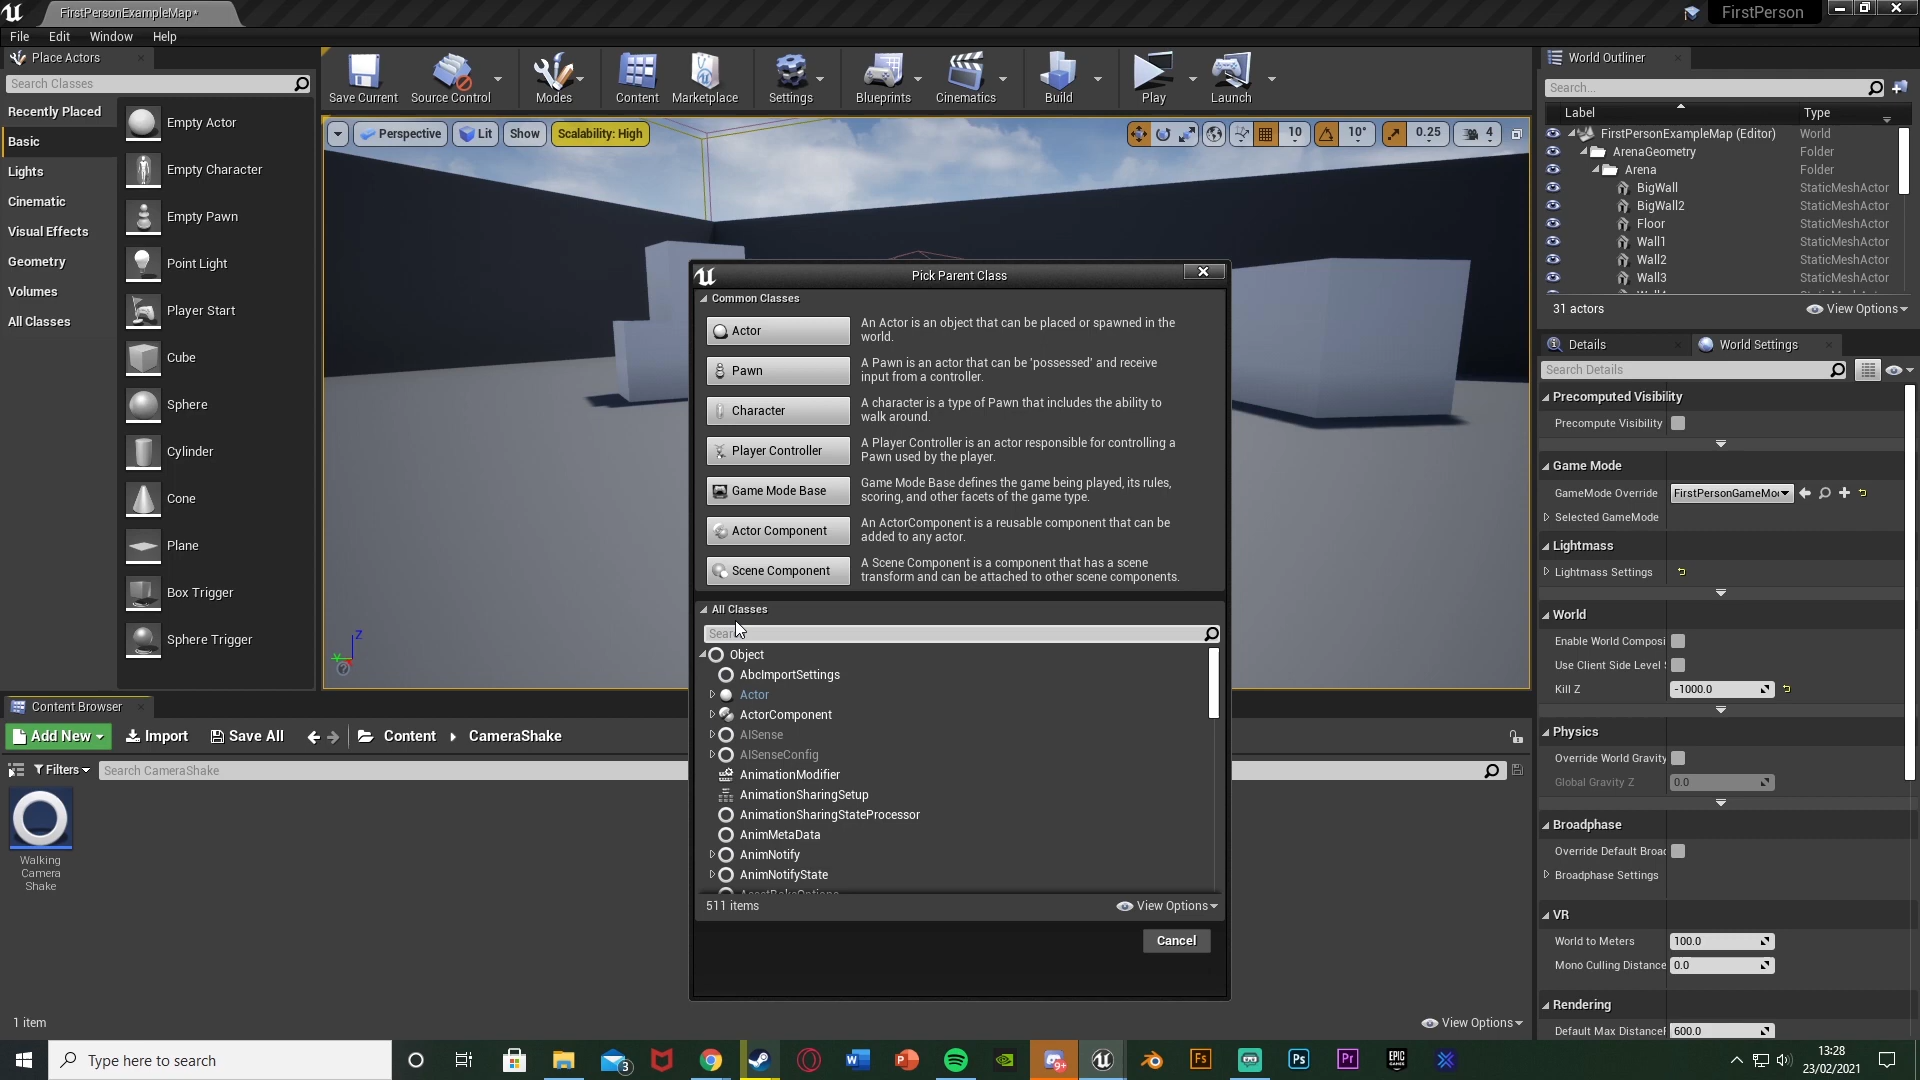 FirstPersonExampleMap*
FirstPerson
File Edit Window Help
Place Actors
Search Classes
Recently Placed
Basic
Lights
Cinematic
Visual Effects
Geometry
Volumes
All Classes
Empty Actor
Empty Character
Empty Pawn
Point Light
Player Start
Cube
Sphere
Cylinder
Cone
Plane
Box Trigger
Sphere Trigger
Save Current Source Control Modes Content Marketplace Settings Blueprints Cinematics Build Play Launch
Perspective Lit Show Scalability: High 10 10° 0.25 4
Pick Parent Class
Common Classes
Actor
An Actor is an object that can be placed or spawned in the
world.
Pawn
A Pawn is an actor that can be 'possessed' and receive
input from a controller.
Character
A character is a type of Pawn that includes the ability to
walk around.
Player Controller
A Player Controller is an actor responsible for controlling a
Pawn used by the player.
Game Mode Base
Game Mode Base defines the game being played, its rules,
scoring, and other facets of the game type.
Actor Component
An ActorComponent is a reusable component that can be
added to any actor.
Scene Component
A Scene Component is a component that has a scene
transform and can be attached to other scene components.
All Classes
Object
AbcImportSettings
Actor
ActorComponent
AISense
AISenseConfig
AnimationModifier
AnimationSharingSetup
AnimationSharingStateProcessor
AnimMetaData
AnimNotify
AnimNotifyState
511 items View Options
Cancel
World Outliner
Search...
Label Type
FirstPersonExampleMap (Editor) World
ArenaGeometry Folder
Arena Folder
BigWall StaticMeshActor
BigWall2 StaticMeshActor
Floor StaticMeshActor
Wall1 StaticMeshActor
Wall2 StaticMeshActor
Wall3 StaticMeshActor
31 actors View Options
Details World Settings
Search Details
Precomputed Visibility
Precompute Visibility
Game Mode
GameMode Override FirstPersonGameMo
Selected GameMode
Lightmass
Lightmass Settings
World
Enable World Composi
Use Client Side Level
Kill Z -1000.0
Physics
Override World Gravity
Global Gravity Z 0.0
Broadphase
Override Default Broad
Broadphase Settings
VR
World to Meters 100.0
Mono Culling Distance 0.0
Rendering
Default Max DistanceF 600.0
Z
Y
Content Browser
Add New Import Save All Content CameraShake
Filters Search CameraShake
Walking
Camera
Shake
1 item View Options
Type here to search
3
W
P
9+
Fs
Ps
Pr
EPIC
GAMES
13:28
23/02/2021